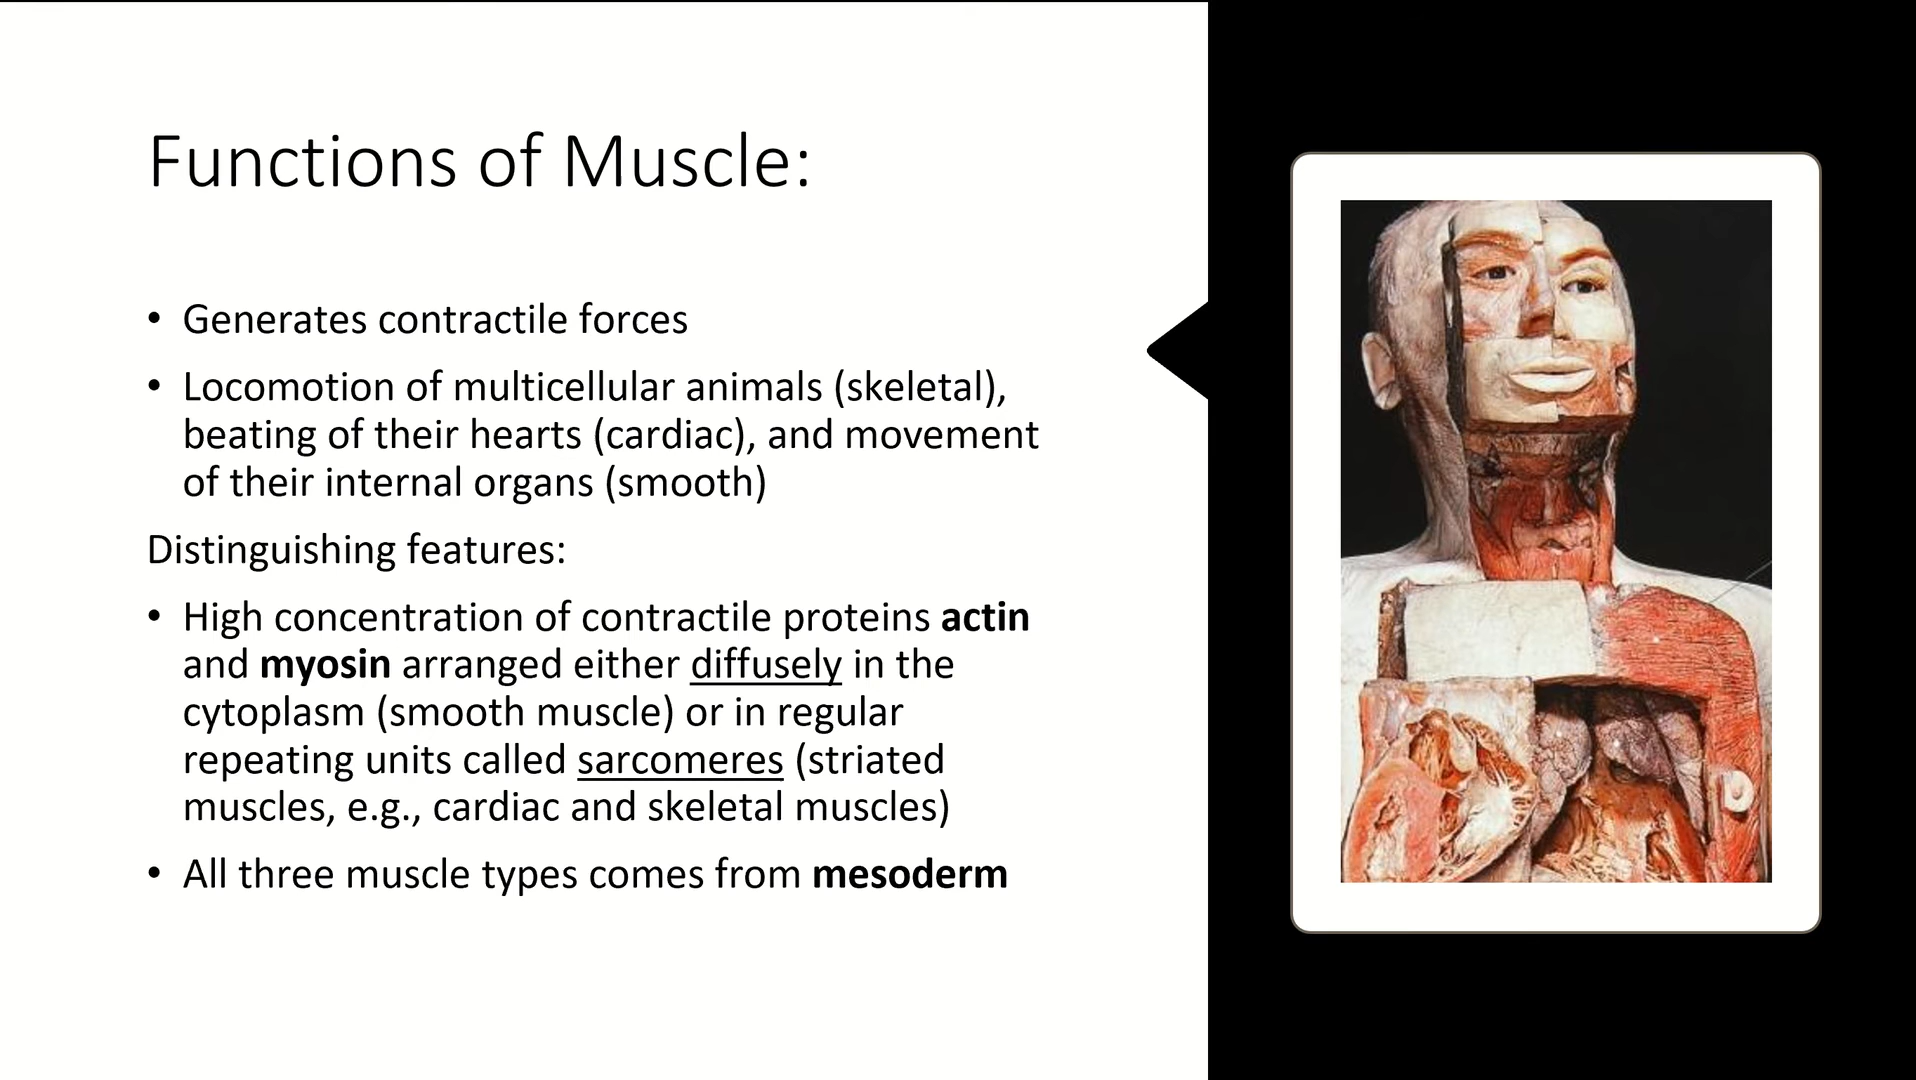 Functions of Muscle:
• Generates contractile forces
• Locomotion of multicellular animals (skeletal),
beating of their hearts (cardiac), and movement
of their internal organs (smooth)
Distinguishing features:
• High concentration of contractile proteins actin
and myosin arranged either diffusely in the
cytoplasm (smooth muscle) or in regular
repeating units called sarcomeres (striated
muscles, e.g., cardiac and skeletal muscles)
• All three muscle types comes from mesoderm